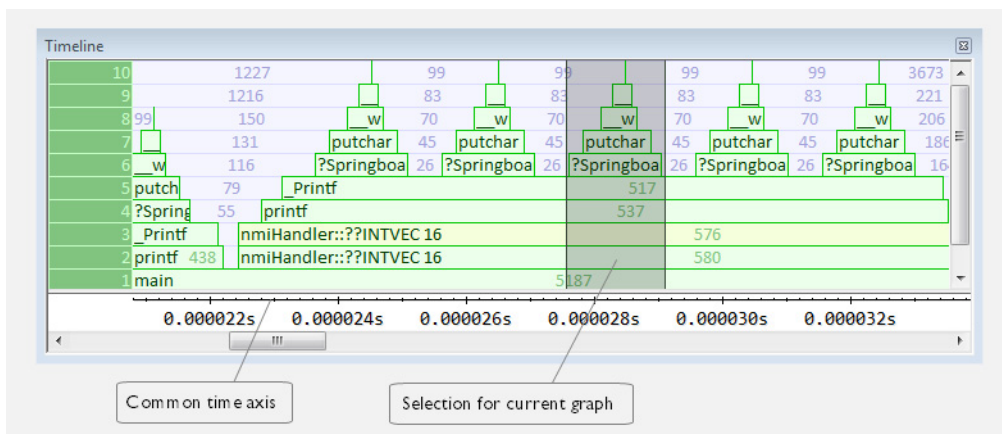 Timeline
10 1227 99 99 99 99 3673
9 1216 83 83 83 83 221
8 99 150 __w 70 __w 70 __w 70 __w 70 __w 206
7 131 putchar 45 putchar 45 putchar 45 putchar 45 putchar 186
6 __w 116 ?Springboa 26 ?Springboa 26 ?Springboa 26 ?Springboa 26 ?Springboa 16
5 putch 79 _Printf 517
4 ?Spring 55 printf 537
3 _Printf nmiHandler::??INTVEC 16 576
2 printf 438 nmiHandler::??INTVEC 16 580
1 main 5187
0.000022s 0.000024s 0.000026s 0.000028s 0.000030s 0.000032s
Common time axis
Selection for current graph